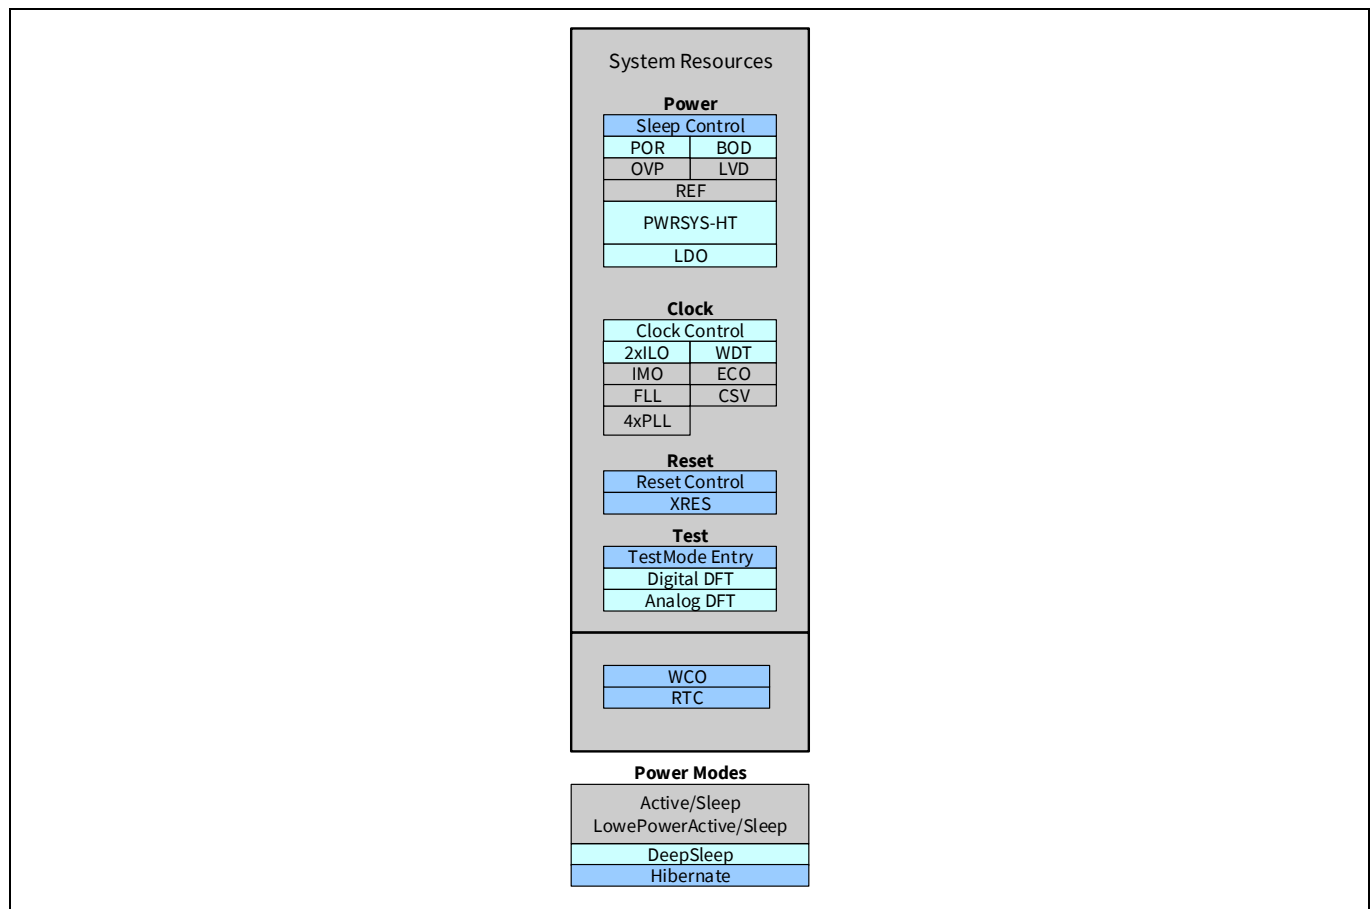 System Resources
Power
Sleep Control
POR BOD
OVP LVD
REF
PWRSYS-HT
LDO
Clock
Clock Control
2xILO WDT
IMO ECO
FLL CSV
4xPLL
Reset
Reset Control
XRES
Test
TestMode Entry
Digital DFT
Analog DFT
WCO
RTC
Power Modes
Active/Sleep
LowePowerActive/Sleep
DeepSleep
Hibernate